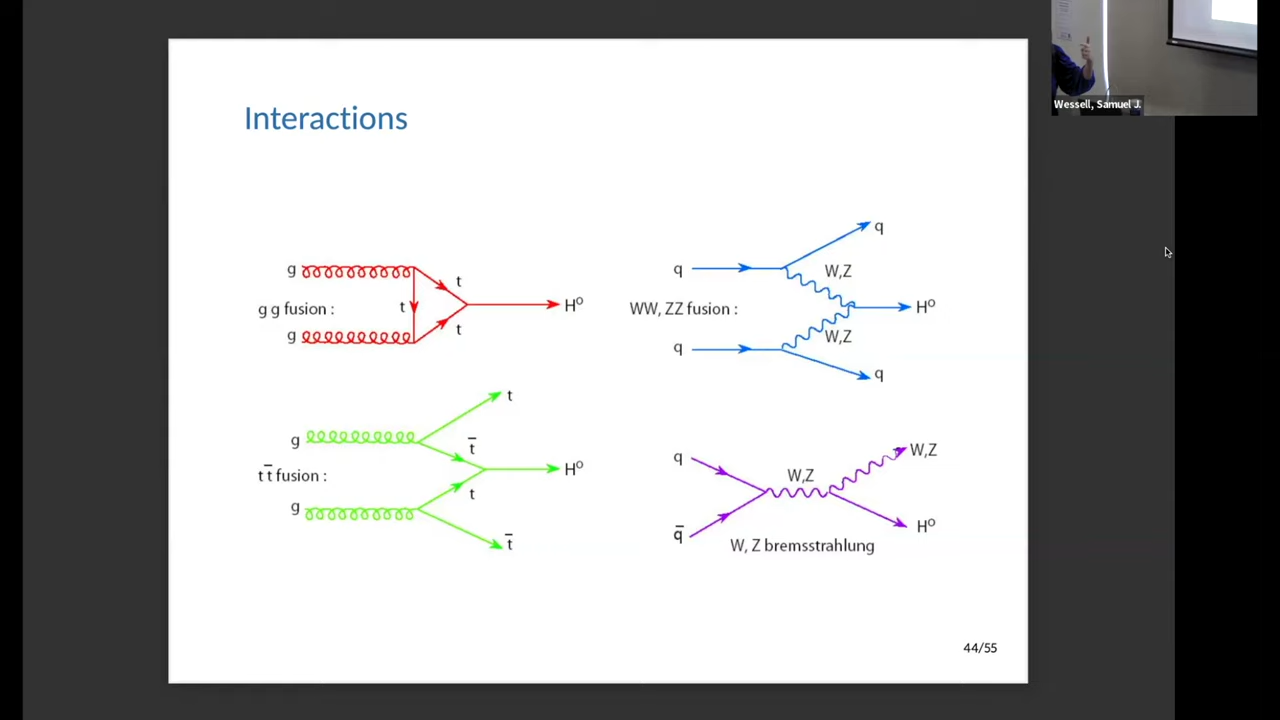 Wessell, Samuel J.
Interactions
g
t
g g fusion :
t
H⁰
g
t
q
q
W,Z
WW, ZZ fusion :
H⁰
W,Z
q
q
t
g
t̅
t t̅ fusion :
H⁰
g
t
t̅
q
W,Z
W,Z
q̅
H⁰
W, Z bremsstrahlung
44/55